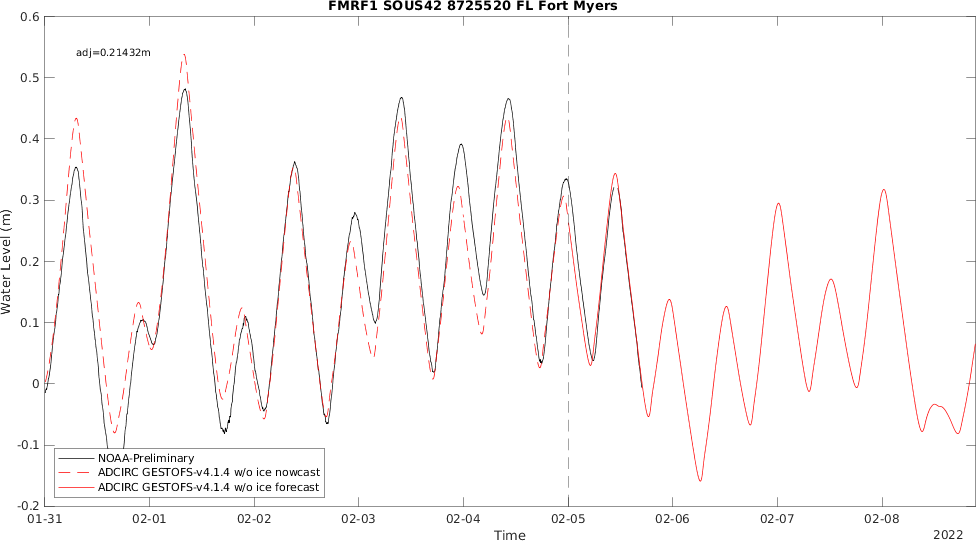 FMRF1 SOUS42 8725520 FL Fort Myers
0.6
adj=0.21432m
0.5
0.4
0.3
0.2
0.1
0
-0.1
-0.2
Water Level (m)
NOAA-Preliminary
ADCIRC GESTOFS-v4.1.4 w/o ice nowcast
ADCIRC GESTOFS-v4.1.4 w/o ice forecast
01-31 02-01 02-02 02-03 02-04 02-05 02-06 02-07 02-08
Time
2022